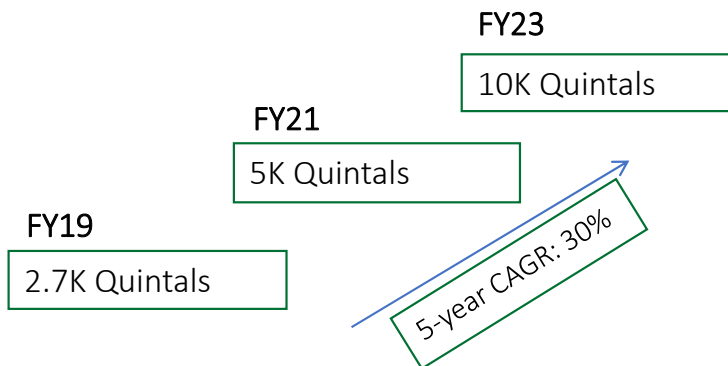 FY23
10K Quintals
FY21
5K Quintals
FY19
2.7K Quintals
5-year CAGR: 30%